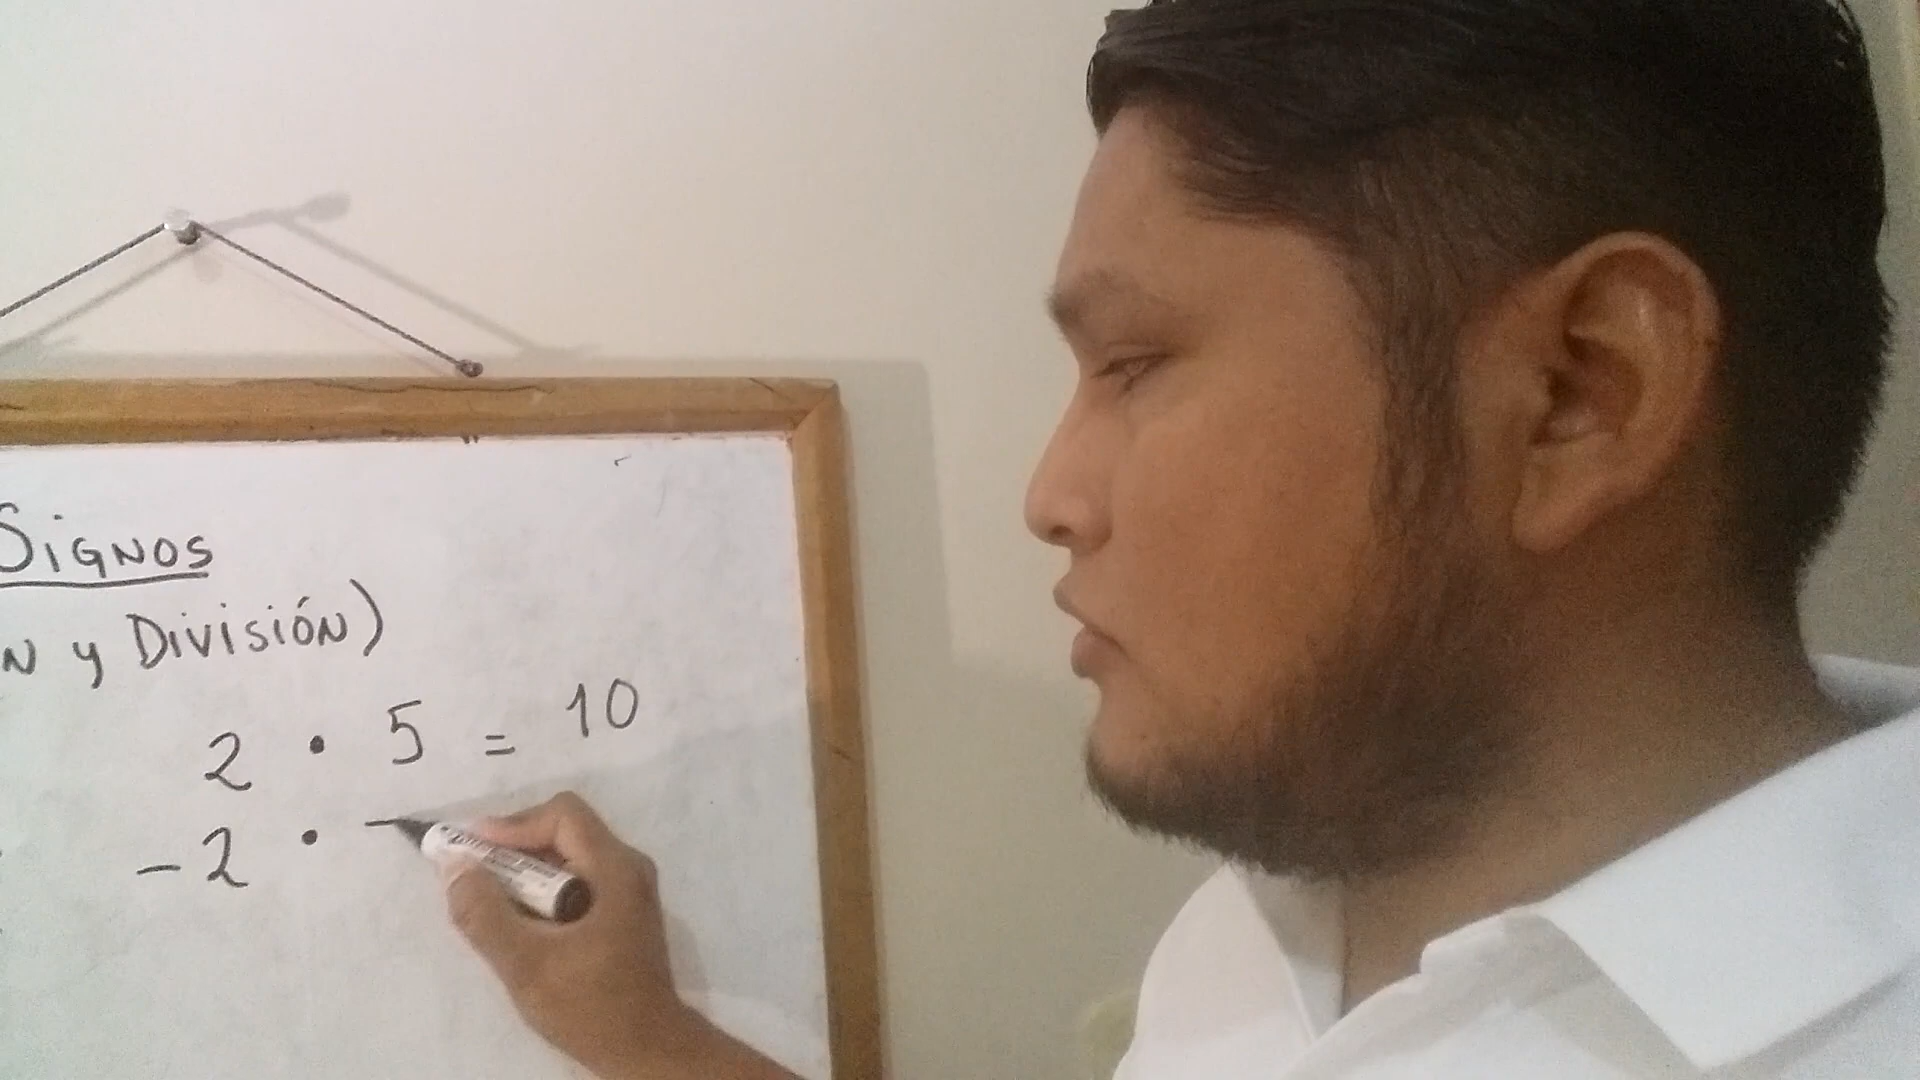 Signos
n y División)
2 • 5 = 10
-2 • -